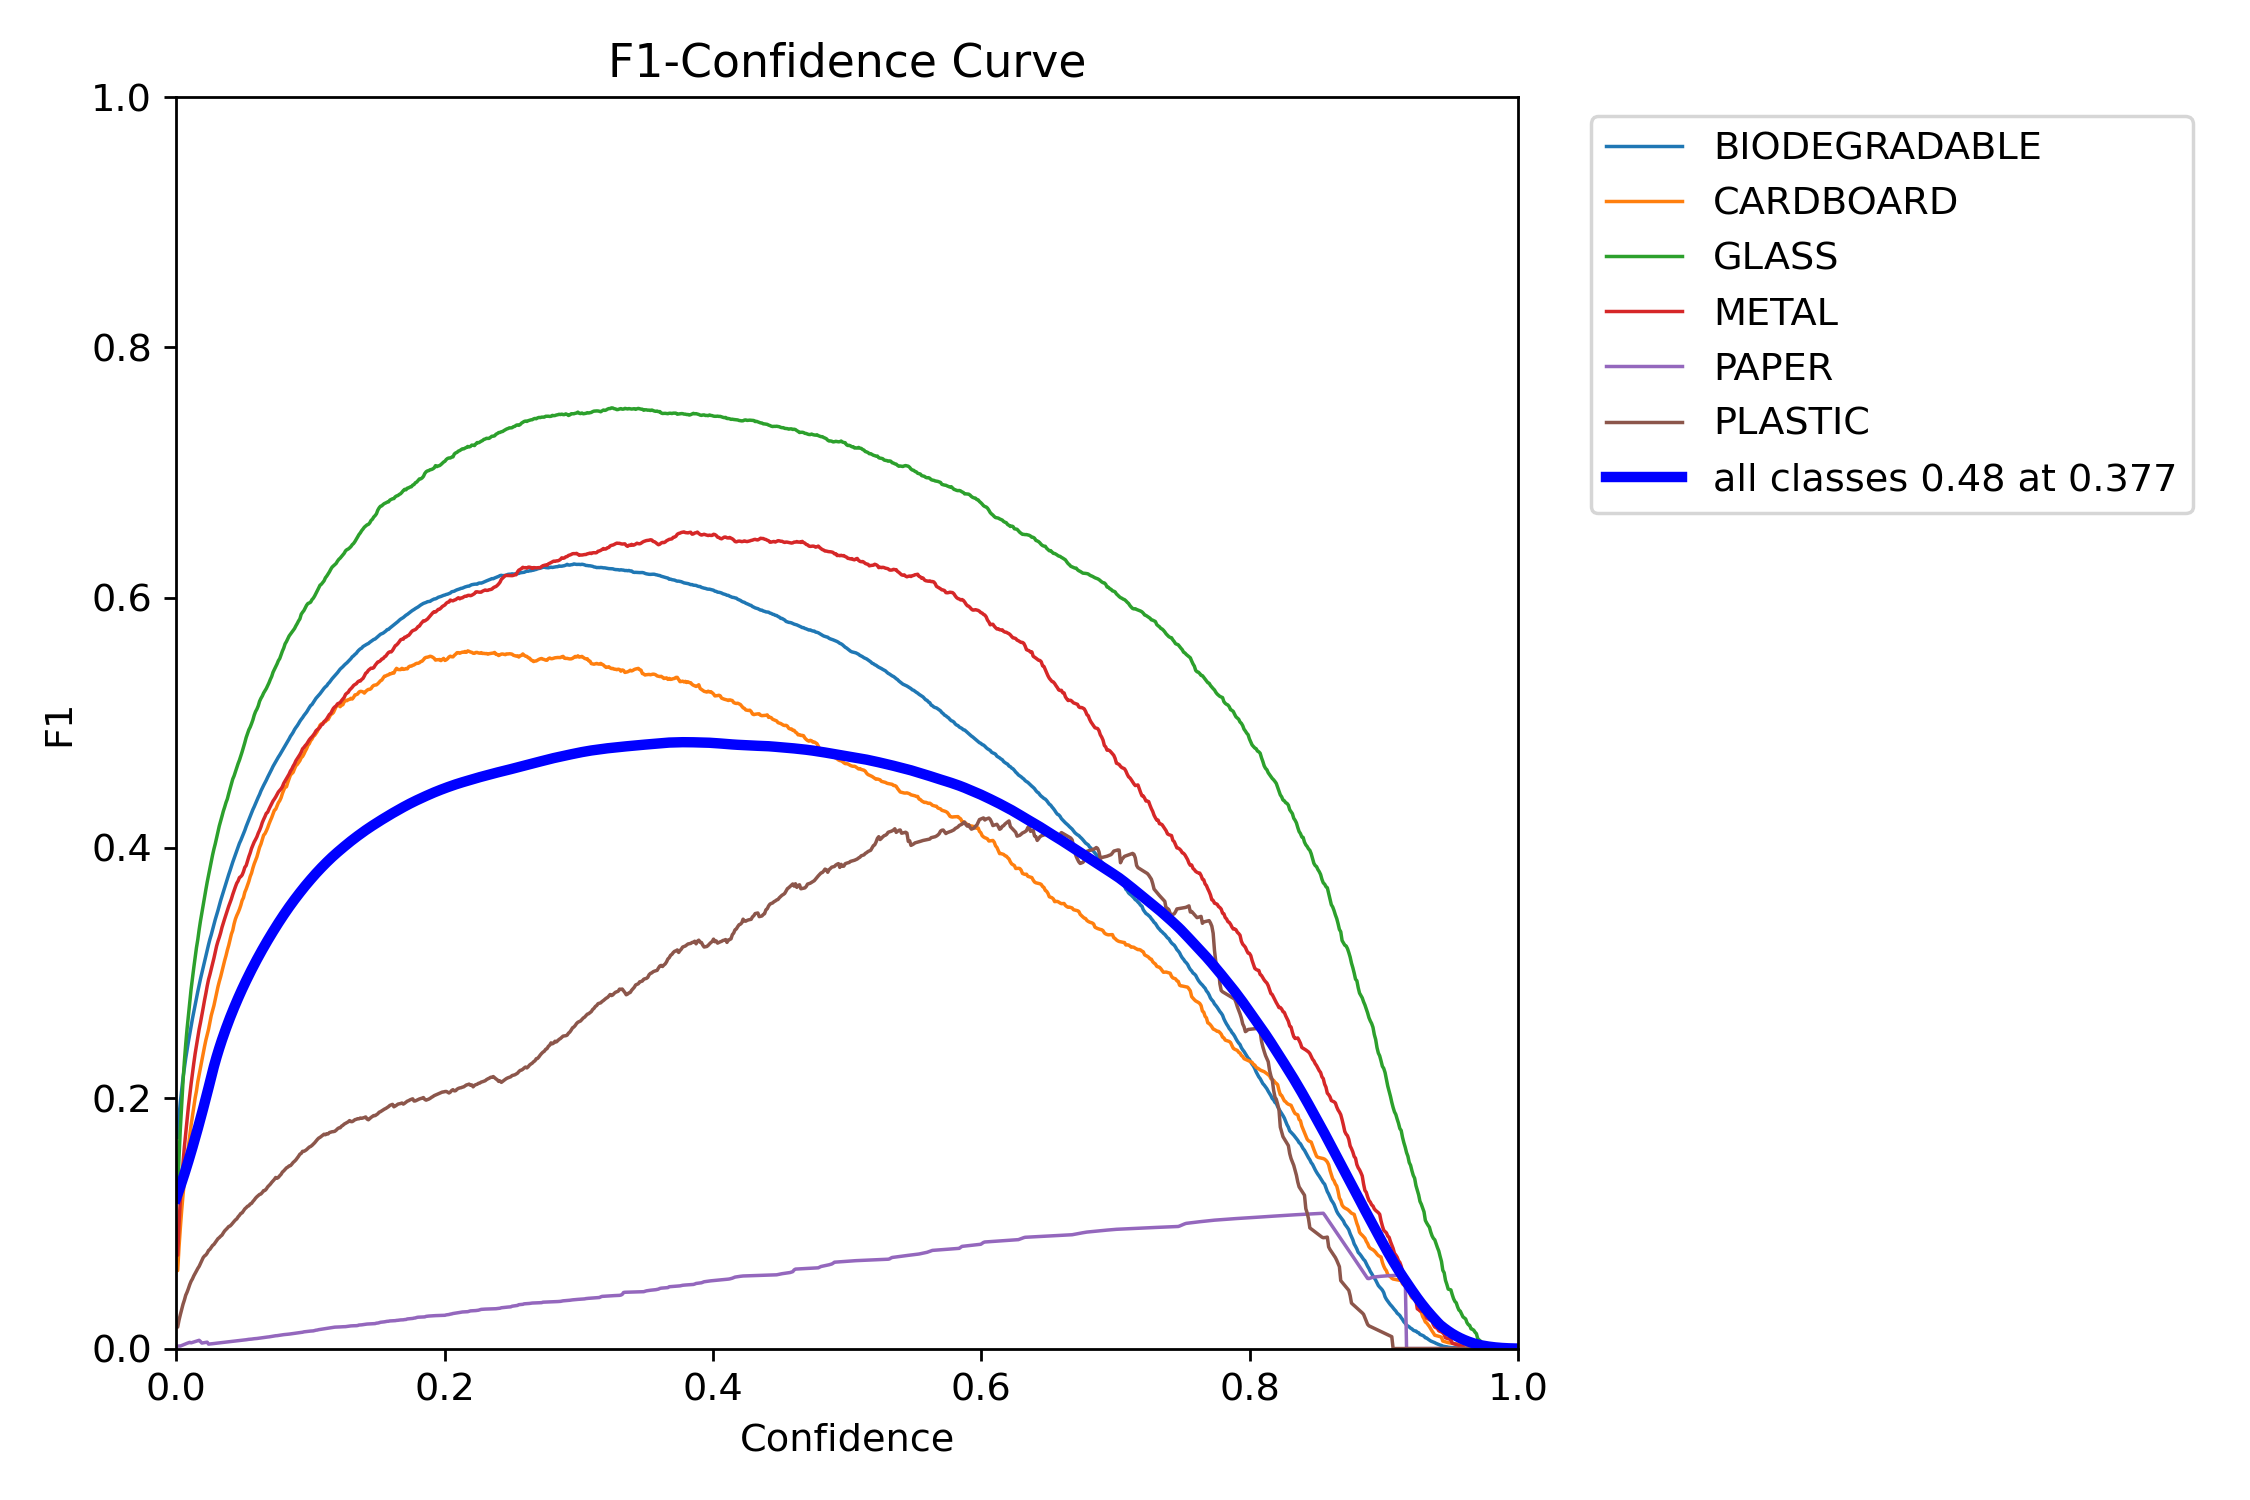 F1-Confidence Curve
1.0
0.8
0.6
0.4
0.2
0.0
F1
0.0 0.2 0.4 0.6 0.8 1.0
Confidence
BIODEGRADABLE
CARDBOARD
GLASS
METAL
PAPER
PLASTIC
all classes 0.48 at 0.377